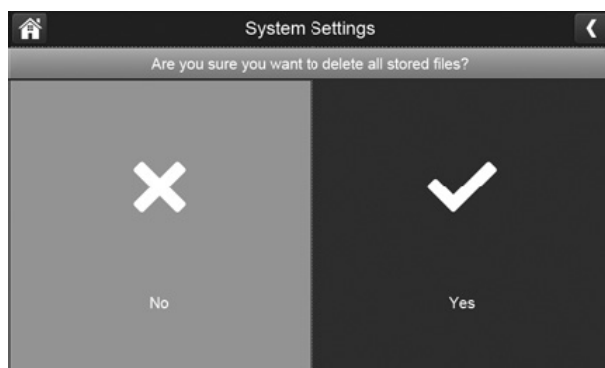 System Settings
Are you sure you want to delete all stored files?
No
Yes